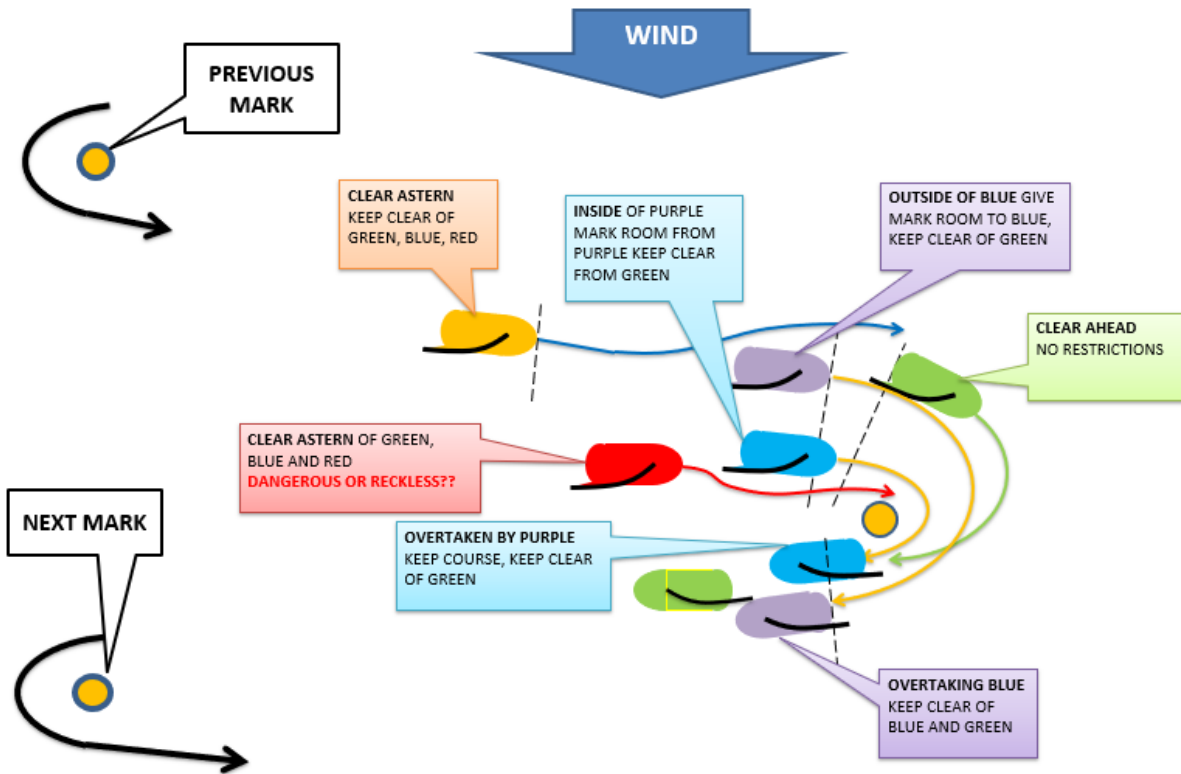 WIND
PREVIOUS
MARK
CLEAR ASTERN
KEEP CLEAR OF
GREEN, BLUE, RED
INSIDE OF PURPLE
MARK ROOM FROM
PURPLE KEEP CLEAR
FROM GREEN
OUTSIDE OF BLUE GIVE
MARK ROOM TO BLUE,
KEEP CLEAR OF GREEN
CLEAR AHEAD
NO RESTRICTIONS
CLEAR ASTERN OF GREEN,
BLUE AND RED
DANGEROUS OR RECKLESS??
NEXT MARK
OVERTAKEN BY PURPLE
KEEP COURSE, KEEP CLEAR
OF GREEN
OVERTAKING BLUE
KEEP CLEAR OF
BLUE AND GREEN